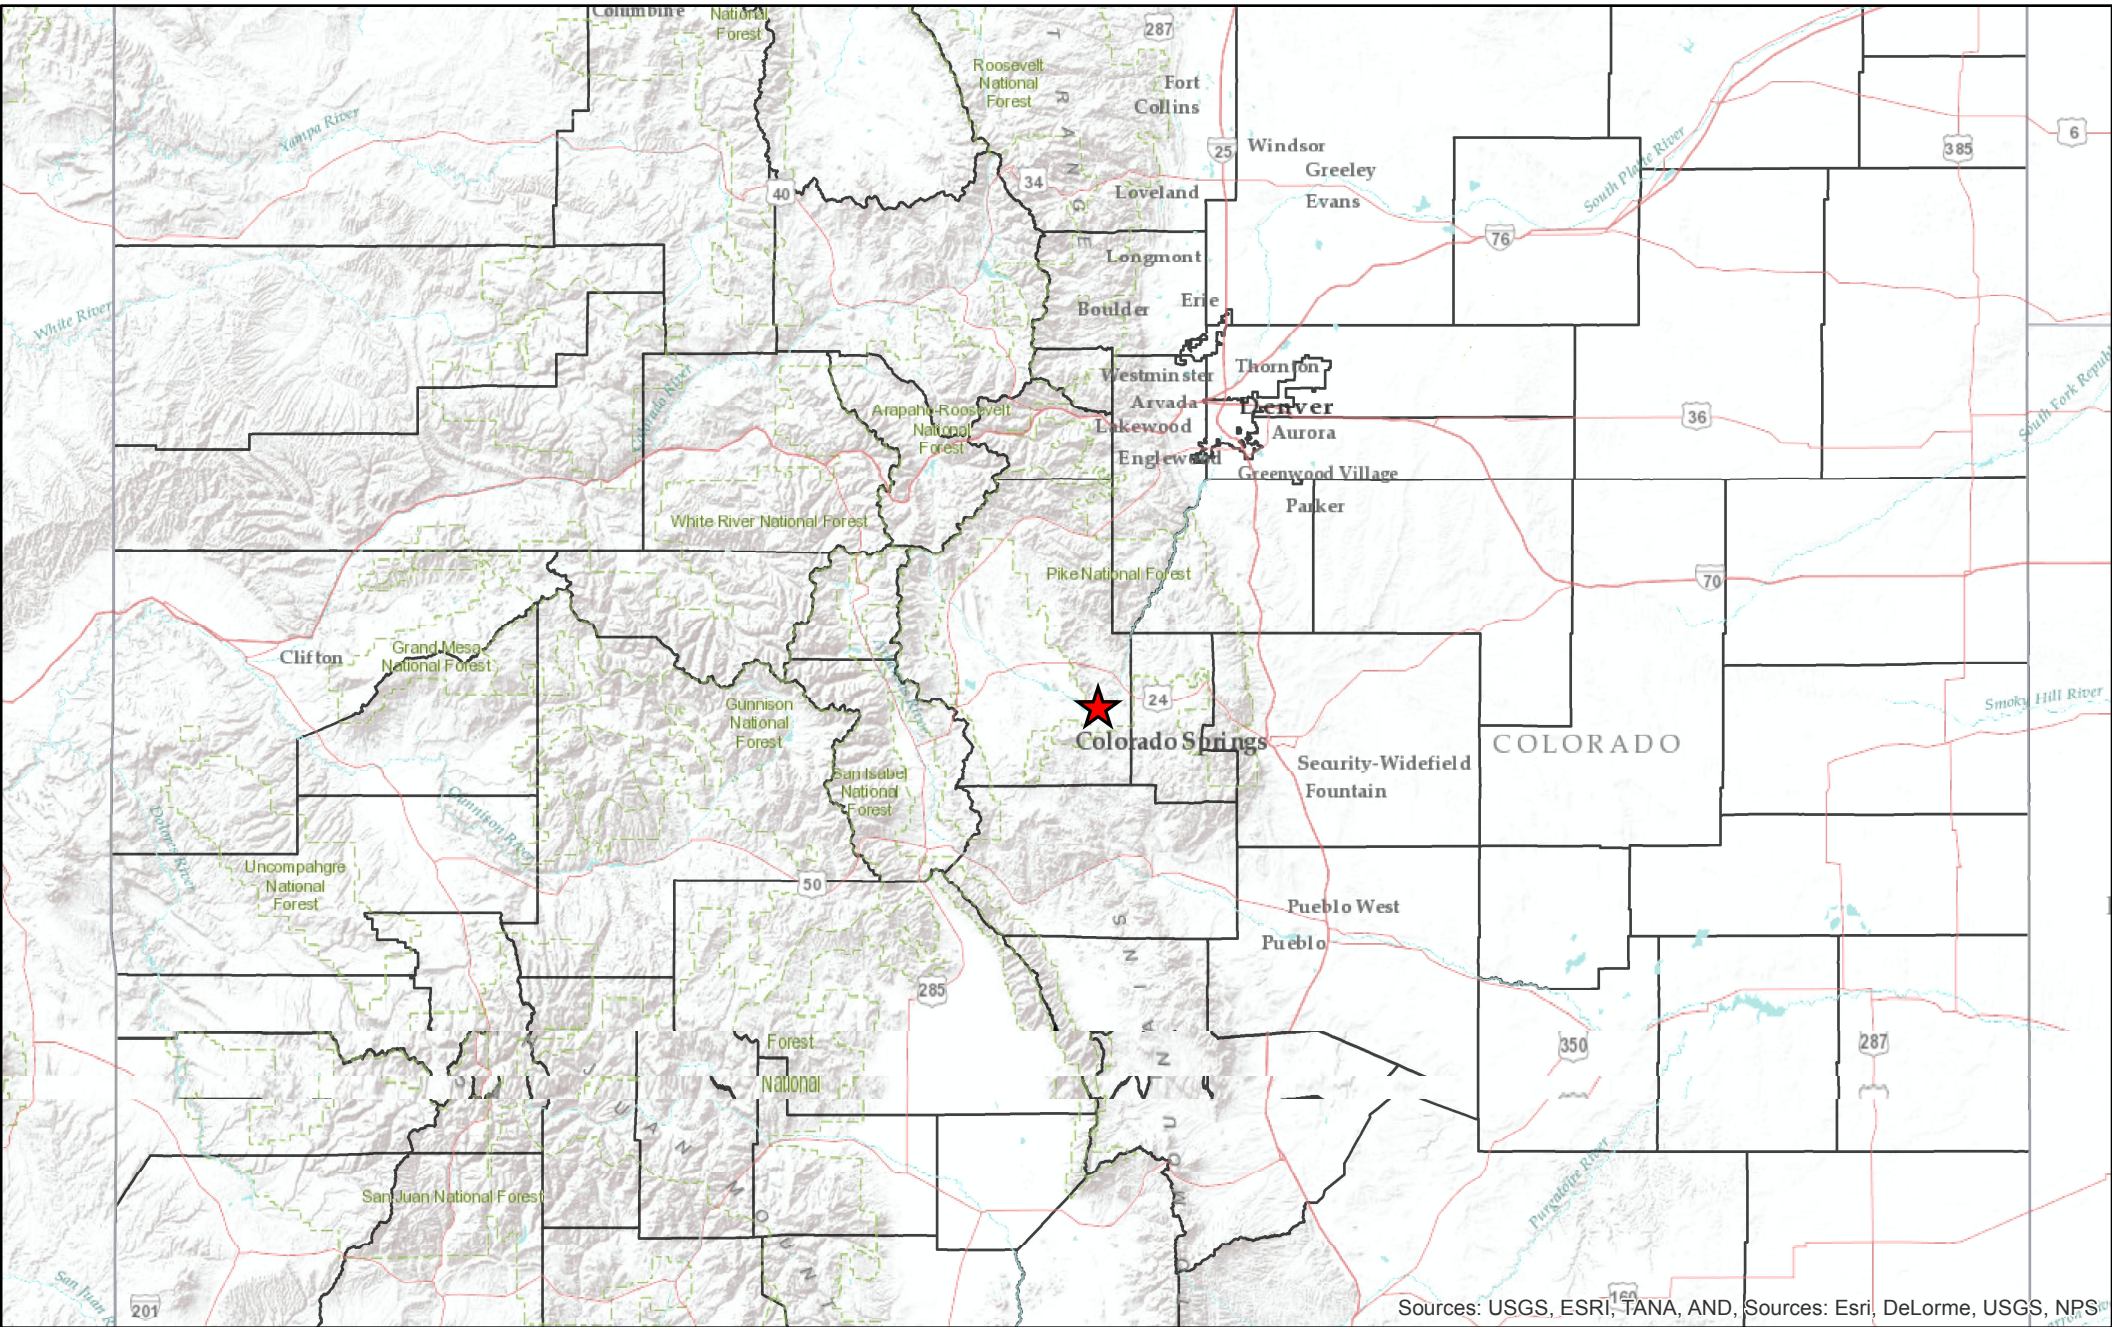 Columbine
National
Forest
287
Roosevelt
National
Forest
T R A N G E
Fort
Collins
Yampa River
25
Windsor
6
385
South Platte River
Greeley
34
40
Loveland
Evans
76
Longmont
White River
Erie
Boulder
Thornton
Westminster
Colorado River
Arapaho-Roosevelt
National
Forest
Arvada
Denver
36
Lakewood
Aurora
Englewood
Greenwood Village
Parker
White River National Forest
Pike National Forest
70
Grand Mesa
National Forest
Clifton
24
Smoky Hill River
Gunnison
National
Forest
Colorado Springs
COLORADO
Security-Widefield
Fountain
San Isabel
National
Forest
Gunnison River
Dolores River
Uncompahgre
National
Forest
50
Pueblo West
Pueblo
285
Forest
350
287
National
Purgatoire River
San Juan National Forest
J U A N M O U N T
San Juan
201
160
Sources: USGS, ESRI, TANA, AND, Sources: Esri, DeLorme, USGS, NPS